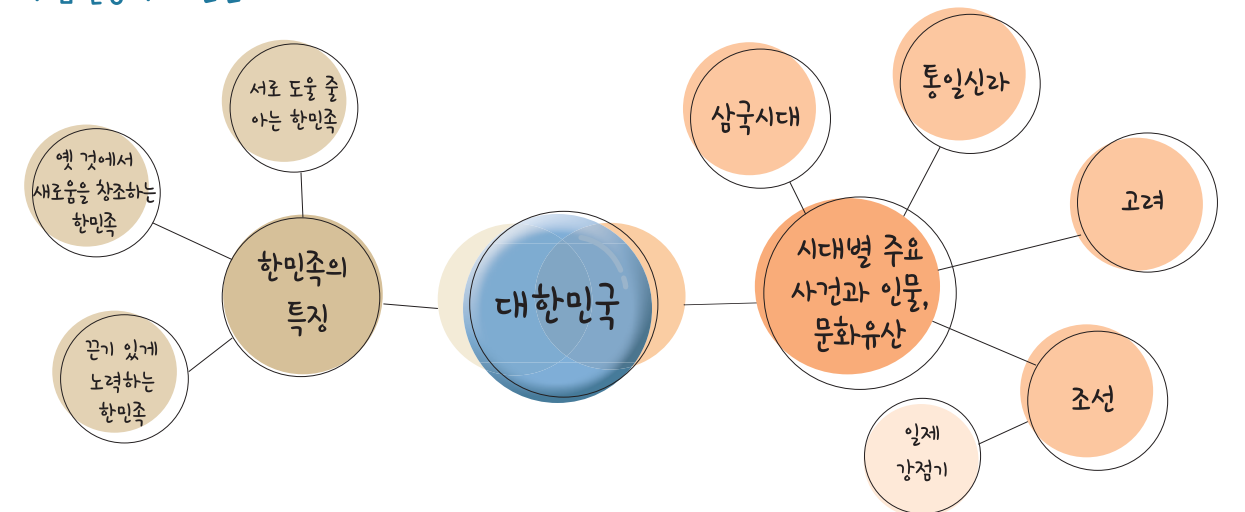 서로 도울 줄
아는 한민족
옛 것에서
새로움을 창조하는
한민족
끈기 있게
노력하는
한민족
한민족의
특징
대한민국
시대별 주요
사건과 인물,
문화유산
삼국시대
통일신라
고려
조선
일제
강점기